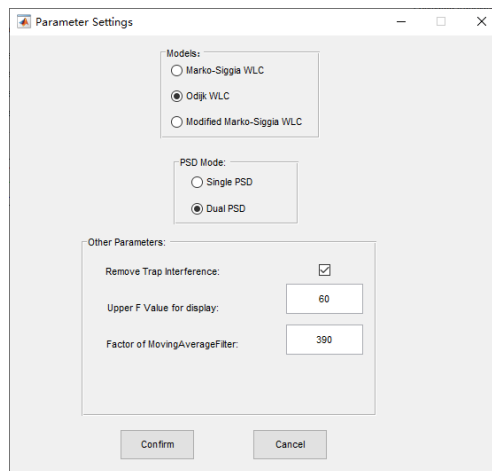 Parameter Settings
Models:
Marko-Siggia WLC
Odijk WLC
Modified Marko-Siggia WLC
PSD Mode:
Single PSD
Dual PSD
Other Parameters:
Remove Trap Interference:
Upper F Value for display:
60
Factor of MovingAverageFilter:
390
Confirm
Cancel